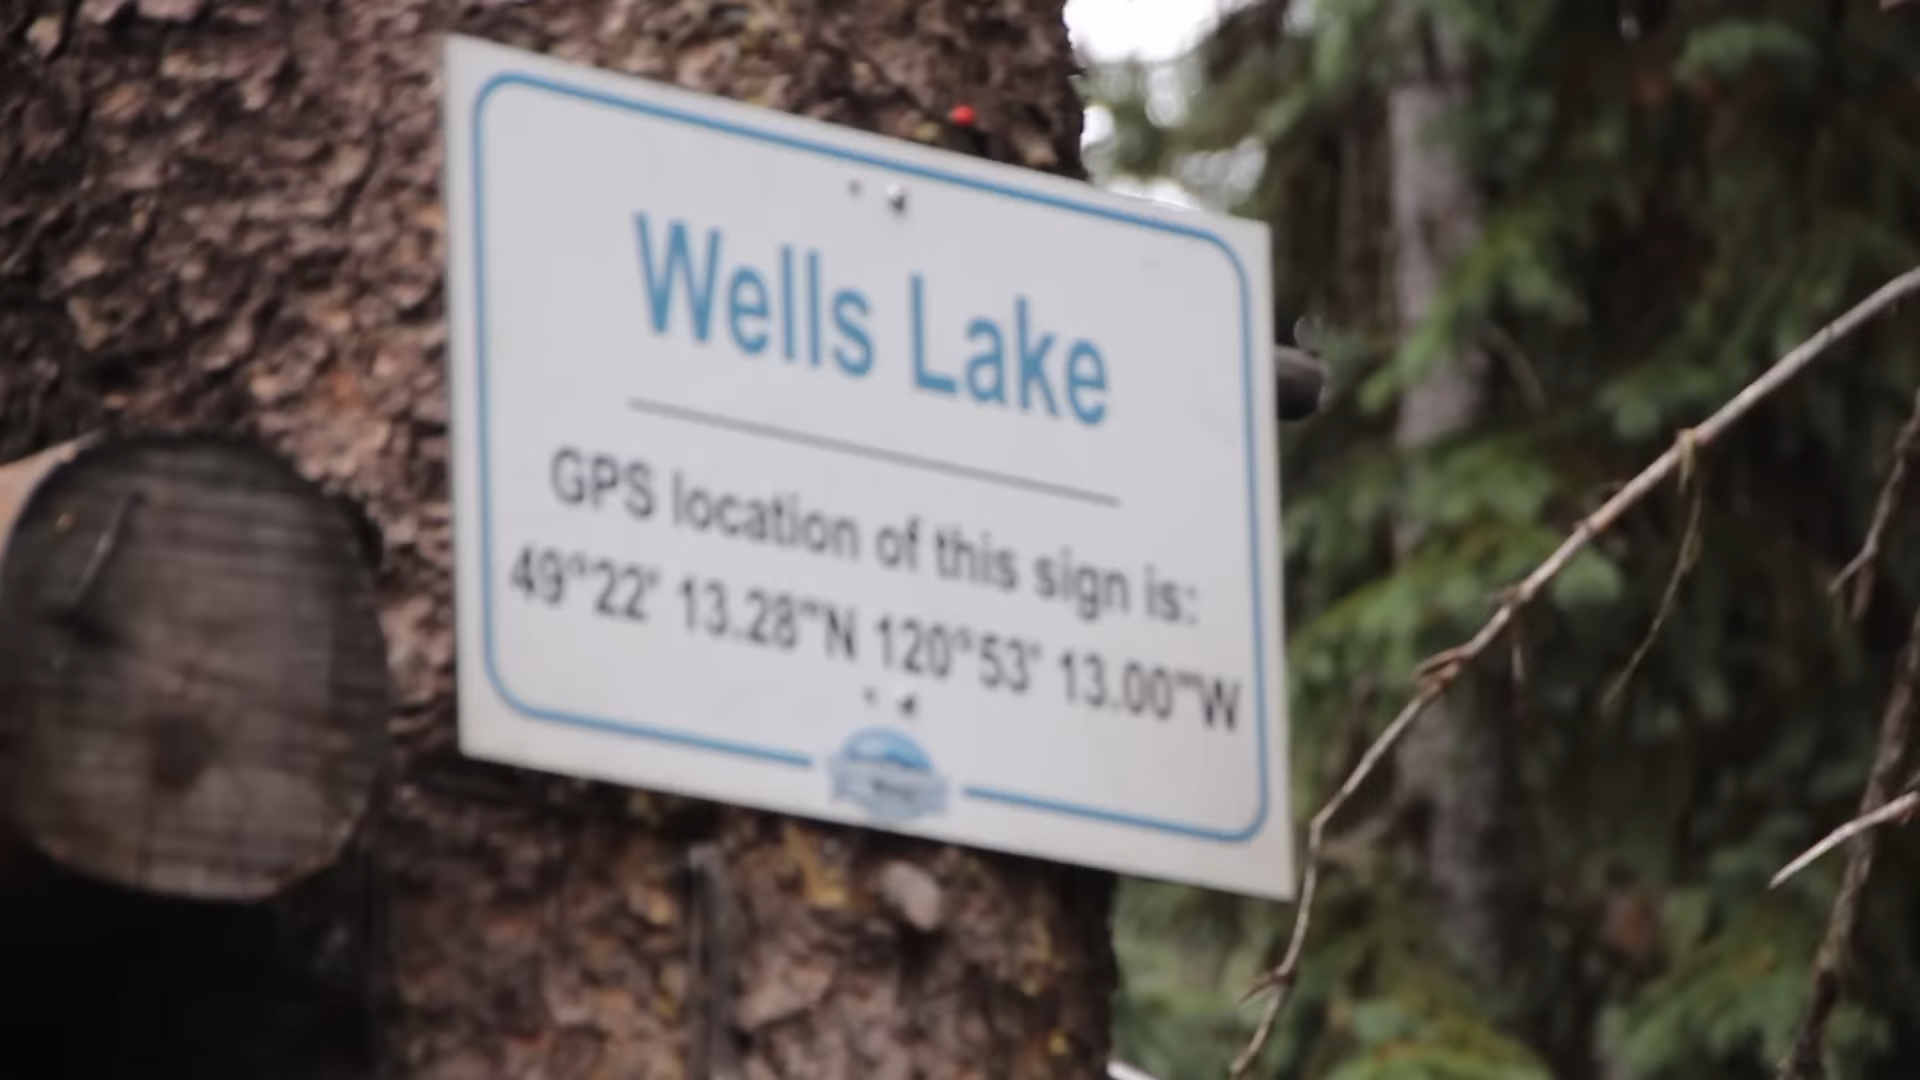 Wells Lake
GPS location of this sign is:
49°22' 13.28"N 120°53' 13.00"W